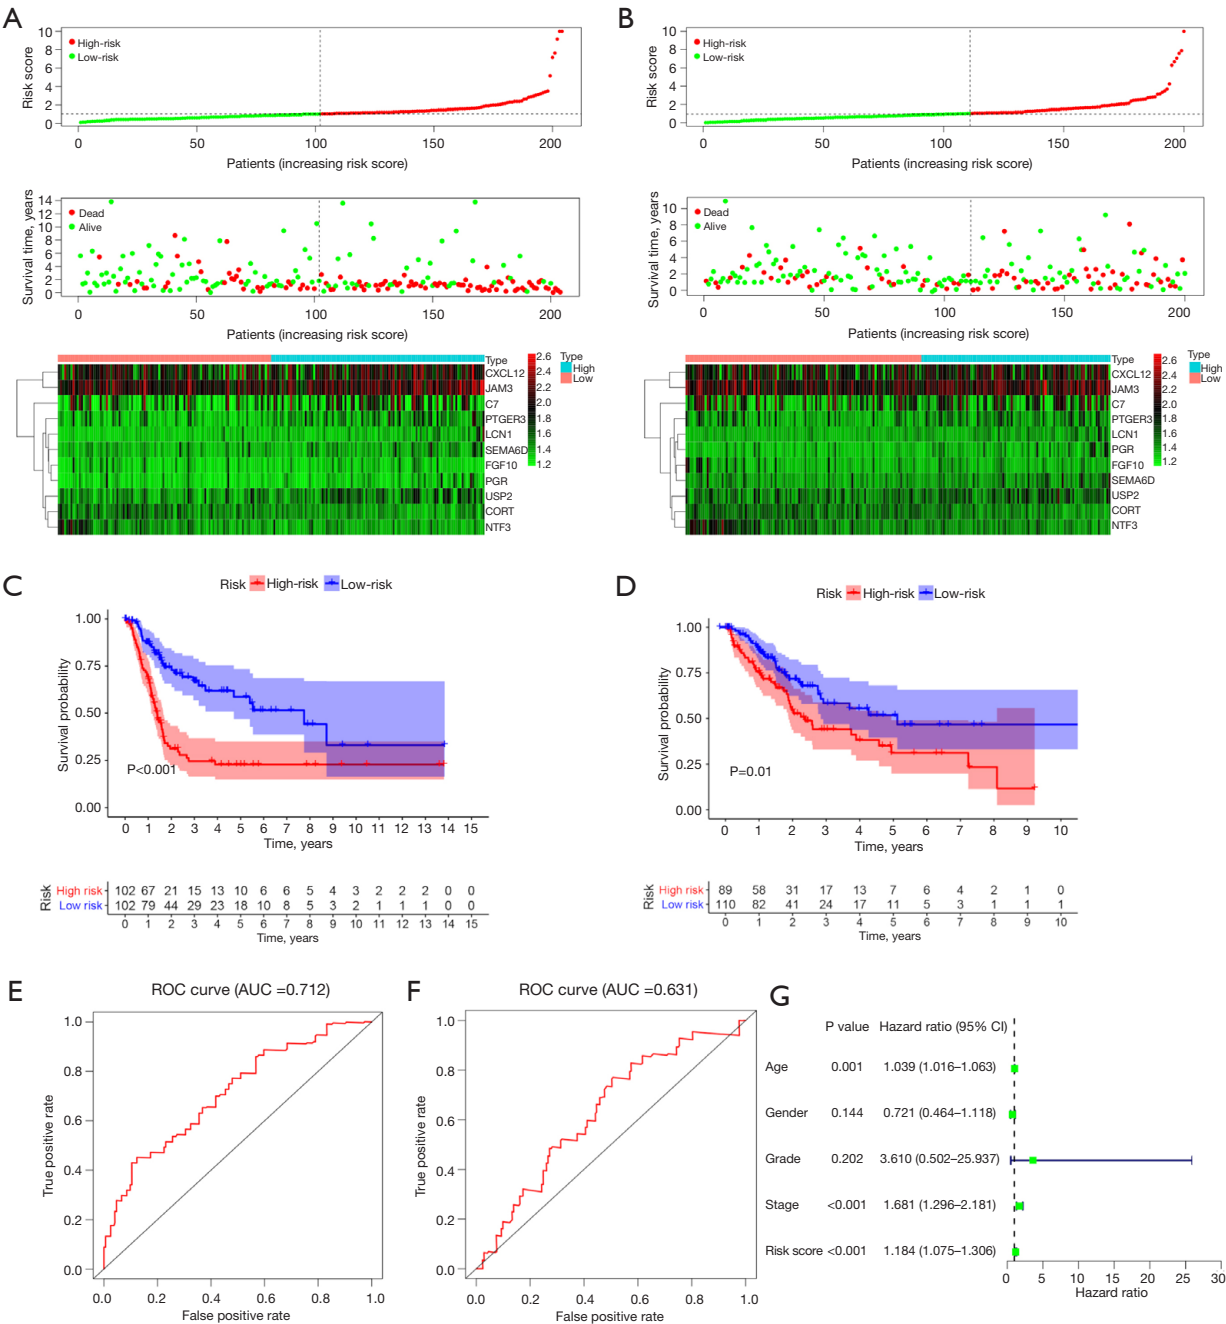 A
10
8
6
4
2
0
Risk score
High-risk
Low-risk
0 50 100 150 200
Patients (increasing risk score)
14
12
10
8
6
4
2
0
Survival time, years
Dead
Alive
0 50 100 150 200
Patients (increasing risk score)
Type
CXCL12
JAM3
C7
PTGER3
LCN1
SEMA6D
FGF10
PGR
USP2
CORT
NTF3
2.6
2.4
2.2
2.0
1.8
1.6
1.4
1.2
Type
High
Low
B
10
8
6
4
2
0
Risk score
High-risk
Low-risk
0 50 100 150 200
Patients (increasing risk score)
10
8
6
4
2
0
Survival time, years
Dead
Alive
0 50 100 150 200
Patients (increasing risk score)
Type
CXCL12
JAM3
C7
PTGER3
LCN1
PGR
FGF10
SEMA6D
USP2
CORT
NTF3
2.6
2.4
2.2
2.0
1.8
1.6
1.4
1.2
Type
High
Low
C
Risk High-risk Low-risk
1.00
0.75
0.50
0.25
0.00
Survival probability
P<0.001
0 1 2 3 4 5 6 7 8 9 10 11 12 13 14 15
Time, years
Risk
High risk 102 67 21 15 13 10 6 6 5 4 3 2 2 2 0 0
Low risk 102 79 44 29 23 18 10 8 5 3 2 1 1 1 0 0
0 1 2 3 4 5 6 7 8 9 10 11 12 13 14 15
Time, years
D
Risk High-risk Low-risk
1.00
0.75
0.50
0.25
0.00
Survival probability
P=0.01
0 1 2 3 4 5 6 7 8 9 10
Time, years
Risk
High risk 89 58 31 17 13 7 6 4 2 1 0
Low risk 110 82 41 24 17 11 5 3 1 1 1
0 1 2 3 4 5 6 7 8 9 10
Time, years
E
ROC curve (AUC =0.712)
1.0
0.8
0.6
0.4
0.2
0.0
True positive rate
0.0 0.2 0.4 0.6 0.8 1.0
False positive rate
F
ROC curve (AUC =0.631)
1.0
0.8
0.6
0.4
0.2
0.0
True positive rate
0.0 0.2 0.4 0.6 0.8 1.0
False positive rate
G
P value Hazard ratio (95% CI)
Age 0.001 1.039 (1.016–1.063)
Gender 0.144 0.721 (0.464–1.118)
Grade 0.202 3.610 (0.502–25.937)
Stage <0.001 1.681 (1.296–2.181)
Risk score <0.001 1.184 (1.075–1.306)
0 5 10 15 20 25 30
Hazard ratio